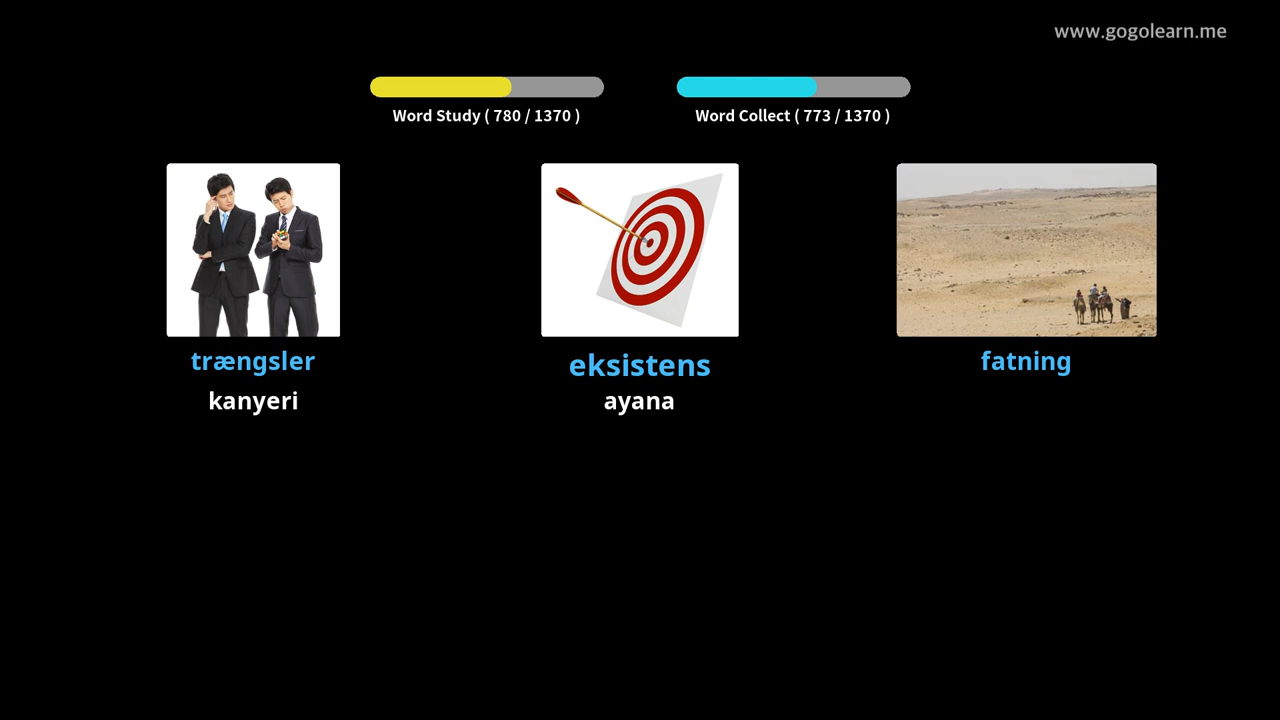 www.gogolearn.me
Word Study ( 780 / 1370 )
Word Collect ( 773 / 1370 )
trængsler
eksistens
fatning
kanyeri
ayana